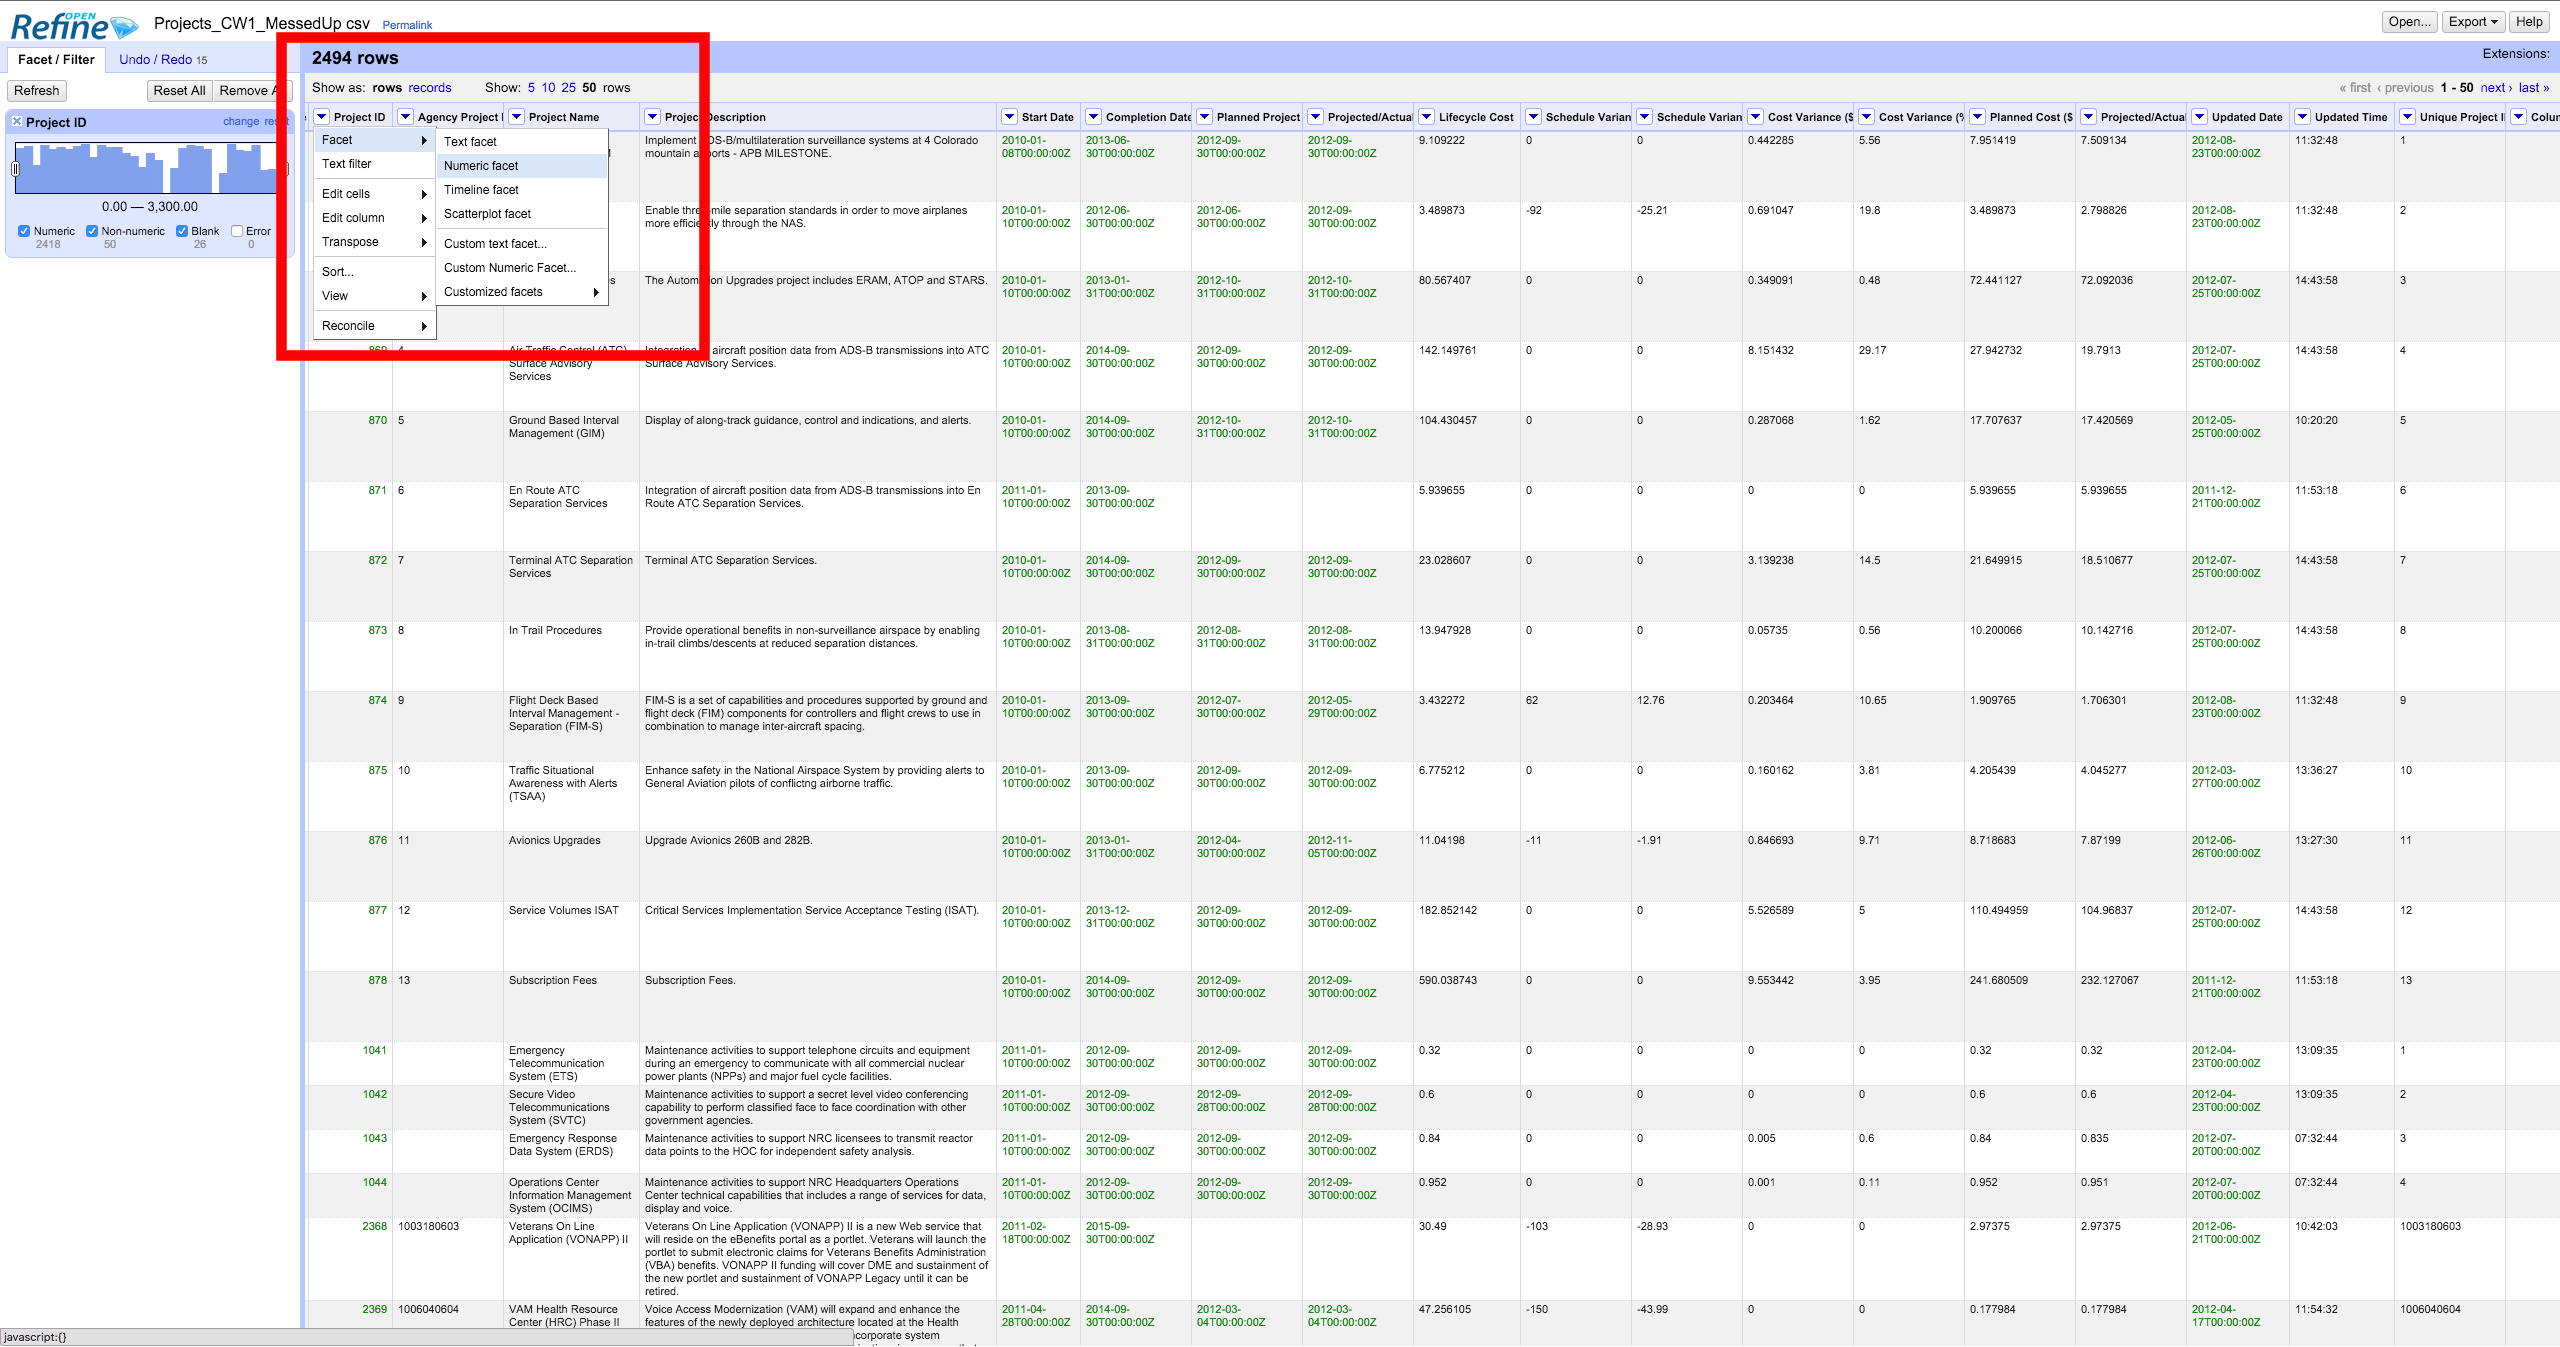 OPEN
Refine
Projects_CW1_MessedUp csv Permalink
Open... Export Help
Facet / Filter Undo / Redo 15
2494 rows
Extensions:
Refresh Reset All Remove
Show as: rows records Show: 5 10 25 50 rows
« first ‹ previous 1 - 50 next › last »
Project ID change
0.00 — 3,300.00
Numeric Non-numeric Blank Error
2418 50 26 0
Project ID Agency Project Project Name Description Start Date Completion Date Planned Project Projected/Actual Lifecycle Cost Schedule Schedule Cost Variance ($ Cost Variance (% Planned Cost ($ Updated Date Updated Time Unique Project
Facet
Text filter
Edit cells
Edit column
Transpose
Sort...
View
Reconcile
Text facet
Numeric facet
Timeline facet
Scatterplot facet
Custom text facet...
Custom Numeric Facet...
Customized facets
Implement surveillance systems at 4 Colorado
mountain - APB MILESTONE.
2010-01- 2013-06- 2012-09- 2012-09- 9.109222 0 0 0.442285 5.56 7.951419 7.509134 2012-08- 11:32:48 1
08T00:00:00Z 30T00:00:00Z 30T00:00:00Z 30T00:00:00Z 23T00:00:00Z
Enable separation standards in order to move airplanes
more through the NAS.
2010-01- 2012-06- 2012-06- 2012-09- 3.489873 -92 -25.21 0.691047 19.8 3.489873 2.798826 2012-08- 11:32:48 2
10T00:00:00Z 30T00:00:00Z 30T00:00:00Z 30T00:00:00Z 23T00:00:00Z
The Upgrades project includes ERAM, ATOP and STARS.
2010-01- 2013-01- 2012-10- 2012-10- 80.567407 0 0 0.349091 0.48 72.441127 72.092036 2012-07- 14:43:58 3
10T00:00:00Z 31T00:00:00Z 31T00:00:00Z 31T00:00:00Z 25T00:00:00Z
aircraft position data from ADS-B transmissions into ATC
Surface Advisory Services.
Surface Advisory
Services
2010-01- 2014-09- 2012-09- 2012-09- 142.149761 0 0 8.151432 29.17 27.942732 19.7913 2012-07- 14:43:58 4
10T00:00:00Z 30T00:00:00Z 30T00:00:00Z 30T00:00:00Z 25T00:00:00Z
870 5 Ground Based Interval Display of along-track guidance, control and indications, and alerts. 2010-01- 2014-09- 2012-10- 2012-10- 104.430457 0 0 0.287068 1.62 17.707637 17.420569 2012-05- 10:20:20 5
Management (GIM) 10T00:00:00Z 30T00:00:00Z 31T00:00:00Z 31T00:00:00Z 25T00:00:00Z
871 6 En Route ATC Integration of aircraft position data from ADS-B transmissions into En 2011-01- 2013-09- 5.939655 0 0 0 0 5.939655 5.939655 2011-12- 11:53:18 6
Separation Services Route ATC Separation Services. 10T00:00:00Z 30T00:00:00Z 21T00:00:00Z
872 7 Terminal ATC Separation Terminal ATC Separation Services. 2010-01- 2014-09- 2012-09- 2012-09- 23.028607 0 0 3.139238 14.5 21.649915 18.510677 2012-07- 14:43:58 7
Services 10T00:00:00Z 30T00:00:00Z 30T00:00:00Z 30T00:00:00Z 25T00:00:00Z
873 8 In Trail Procedures Provide operational benefits in non-surveillance airspace by enabling 2010-01- 2013-08- 2012-08- 2012-08- 13.947928 0 0 0.05735 0.56 10.200066 10.142716 2012-07- 14:43:58 8
in-trail climbs/descents at reduced separation distances. 10T00:00:00Z 31T00:00:00Z 31T00:00:00Z 31T00:00:00Z 25T00:00:00Z
874 9 Flight Deck Based FIM-S is a set of capabilities and procedures supported by ground and 2010-01- 2013-09- 2012-07- 2012-05- 3.432272 62 12.76 0.203464 10.65 1.909765 1.706301 2012-08- 11:32:48 9
Interval Management - flight deck (FIM) components for controllers and flight crews to use in 10T00:00:00Z 30T00:00:00Z 30T00:00:00Z 29T00:00:00Z 23T00:00:00Z
Separation (FIM-S) combination to manage inter-aircraft spacing.
875 10 Traffic Situational Enhance safety in the National Airspace System by providing alerts to 2010-01- 2013-09- 2012-09- 2012-09- 6.775212 0 0 0.160162 3.81 4.205439 4.045277 2012-03- 13:36:27 10
Awareness with Alerts General Aviation pilots of conflictng airborne traffic. 10T00:00:00Z 30T00:00:00Z 30T00:00:00Z 30T00:00:00Z 27T00:00:00Z
(TSAA)
876 11 Avionics Upgrades Upgrade Avionics 260B and 282B. 2010-01- 2013-01- 2012-04- 2012-11- 11.04198 -11 -1.91 0.846693 9.71 8.718683 7.87199 2012-06- 13:27:30 11
10T00:00:00Z 31T00:00:00Z 30T00:00:00Z 05T00:00:00Z 26T00:00:00Z
877 12 Service Volumes ISAT Critical Services Implementation Service Acceptance Testing (ISAT). 2010-01- 2013-12- 2012-09- 2012-09- 182.852142 0 0 5.526589 5 110.494959 104.96837 2012-07- 14:43:58 12
10T00:00:00Z 31T00:00:00Z 30T00:00:00Z 30T00:00:00Z 25T00:00:00Z
878 13 Subscription Fees Subscription Fees. 2010-01- 2014-09- 2012-09- 2012-09- 590.038743 0 0 9.553442 3.95 241.680509 232.127067 2011-12- 11:53:18 13
10T00:00:00Z 30T00:00:00Z 30T00:00:00Z 30T00:00:00Z 21T00:00:00Z
1041 Emergency Maintenance activities to support telephone circuits and equipment 2011-01- 2012-09- 2012-09- 2012-09- 0.32 0 0 0 0 0.32 0.32 2012-04- 13:09:35 1
Telecommunication during an emergency to communicate with all commercial nuclear 10T00:00:00Z 30T00:00:00Z 30T00:00:00Z 30T00:00:00Z 23T00:00:00Z
System (ETS) power plants (NPPs) and major fuel cycle facilities.
1042 Secure Video Maintenance activities to support a secret level video conferencing 2011-01- 2012-09- 2012-09- 2012-09- 0.6 0 0 0 0 0.6 0.6 2012-04- 13:09:35 2
Telecommunications capability to perform classified face to face coordination with other 10T00:00:00Z 30T00:00:00Z 28T00:00:00Z 28T00:00:00Z 23T00:00:00Z
System (SVTC) government agencies.
1043 Emergency Response Maintenance activities to support NRC licensees to transmit reactor 2011-01- 2012-09- 2012-09- 2012-09- 0.84 0 0 0.005 0.6 0.84 0.835 2012-07- 07:32:44 3
Data System (ERDS) data points to the HOC for independent safety analysis. 10T00:00:00Z 30T00:00:00Z 30T00:00:00Z 30T00:00:00Z 20T00:00:00Z
1044 Operations Center Maintenance activities to support NRC Headquarters Operations 2011-01- 2012-09- 2012-09- 2012-09- 0.952 0 0 0.001 0.11 0.952 0.951 2012-07- 07:32:44 4
Information Management Center technical capabilities that includes a range of services for data, 10T00:00:00Z 30T00:00:00Z 30T00:00:00Z 30T00:00:00Z 20T00:00:00Z
System (OCIMS) display and voice.
2368 1003180603 Veterans On Line Veterans On Line Application (VONAPP) II is a new Web service that 2011-02- 2015-09- 30.49 -103 -28.93 0 0 2.97375 2.97375 2012-06- 10:42:03 1003180603
Application (VONAPP) II will reside on the eBenefits portal as a portlet. Veterans will launch the 18T00:00:00Z 30T00:00:00Z 21T00:00:00Z
portlet to submit electronic claims for Veterans Benefits Administration
(VBA) benefits. VONAPP II funding will cover DME and sustainment of
the new portlet and sustainment of VONAPP Legacy until it can be
retired.
2369 1006040604 VAM Health Resource Voice Access Modernization (VAM) will expand and enhance the 2011-04- 2014-09- 2012-03- 2012-03- 47.256105 -150 -43.99 0 0 0.177984 0.177984 2012-04- 11:54:32 1006040604
Center (HRC) Phase II features of the newly deployed architecture located at the Health 28T00:00:00Z 30T00:00:00Z 04T00:00:00Z 04T00:00:00Z 17T00:00:00Z
javascript:{} system